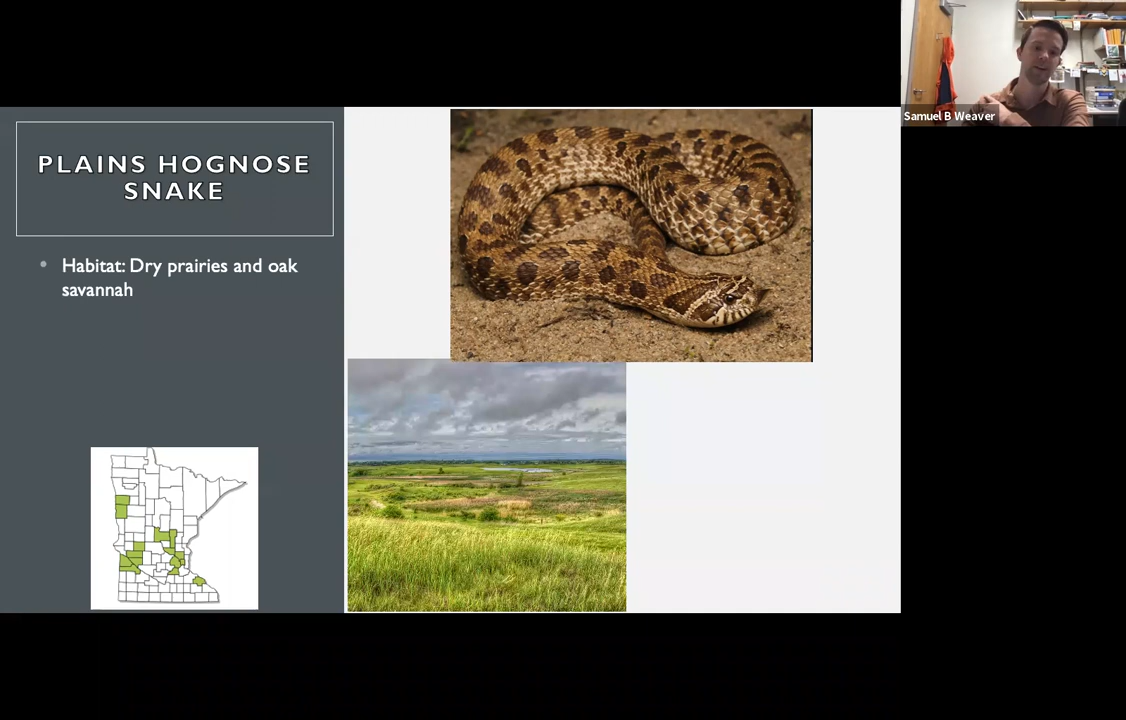 Samuel B Weaver
PLAINS HOGNOSE
SNAKE
Habitat: Dry prairies and oak
savannah